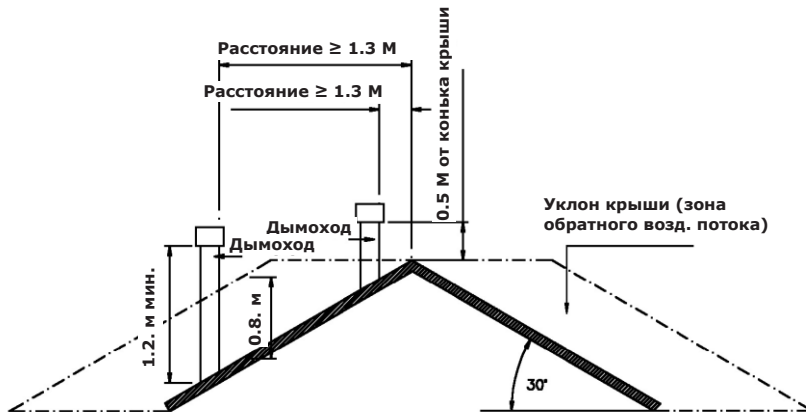 Расстояние ≥ 1.3 М
Расстояние ≥ 1.3 М
0.5 М от конька крыши
Уклон крыши (зона
обратного возд. потока)
Дымоход
Дымоход
1.2. м мин.
0.8. м
30°